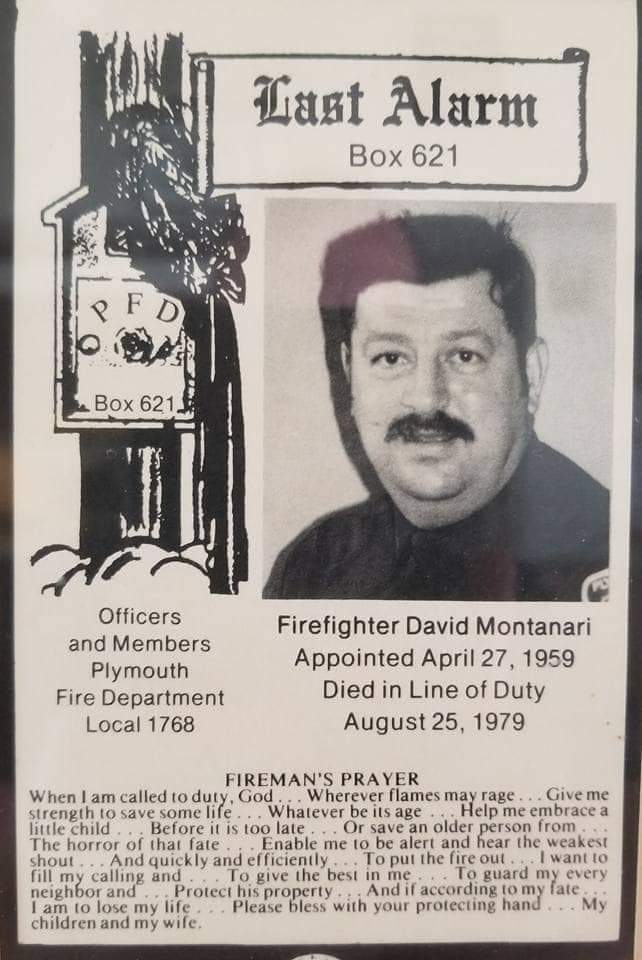 Last Alarm
Box 621
PFD
Box 621
Officers
and Members
Plymouth
Fire Department
Local 1768
Firefighter David Montanari
Appointed April 27, 1959
Died in Line of Duty
August 25, 1979
FIREMAN'S PRAYER
When I am called to duty, God . . . Wherever flames may rage . . . Give me
strength to save some life . . . Whatever be its age . . . Help me embrace a
little child . . . Before it is too late . . . Or save an older person from . . .
The horror of that fate . . . Enable me to be alert and hear the weakest
shout . . . And quickly and efficiently . . . To put the fire out . . . I want to
fill my calling and . . . To give the best in me . . . To guard my every
neighbor and . . . Protect his property . . . And if according to my fate . . .
I am to lose my life . . . Please bless with your protecting hand . . . My
children and my wife.